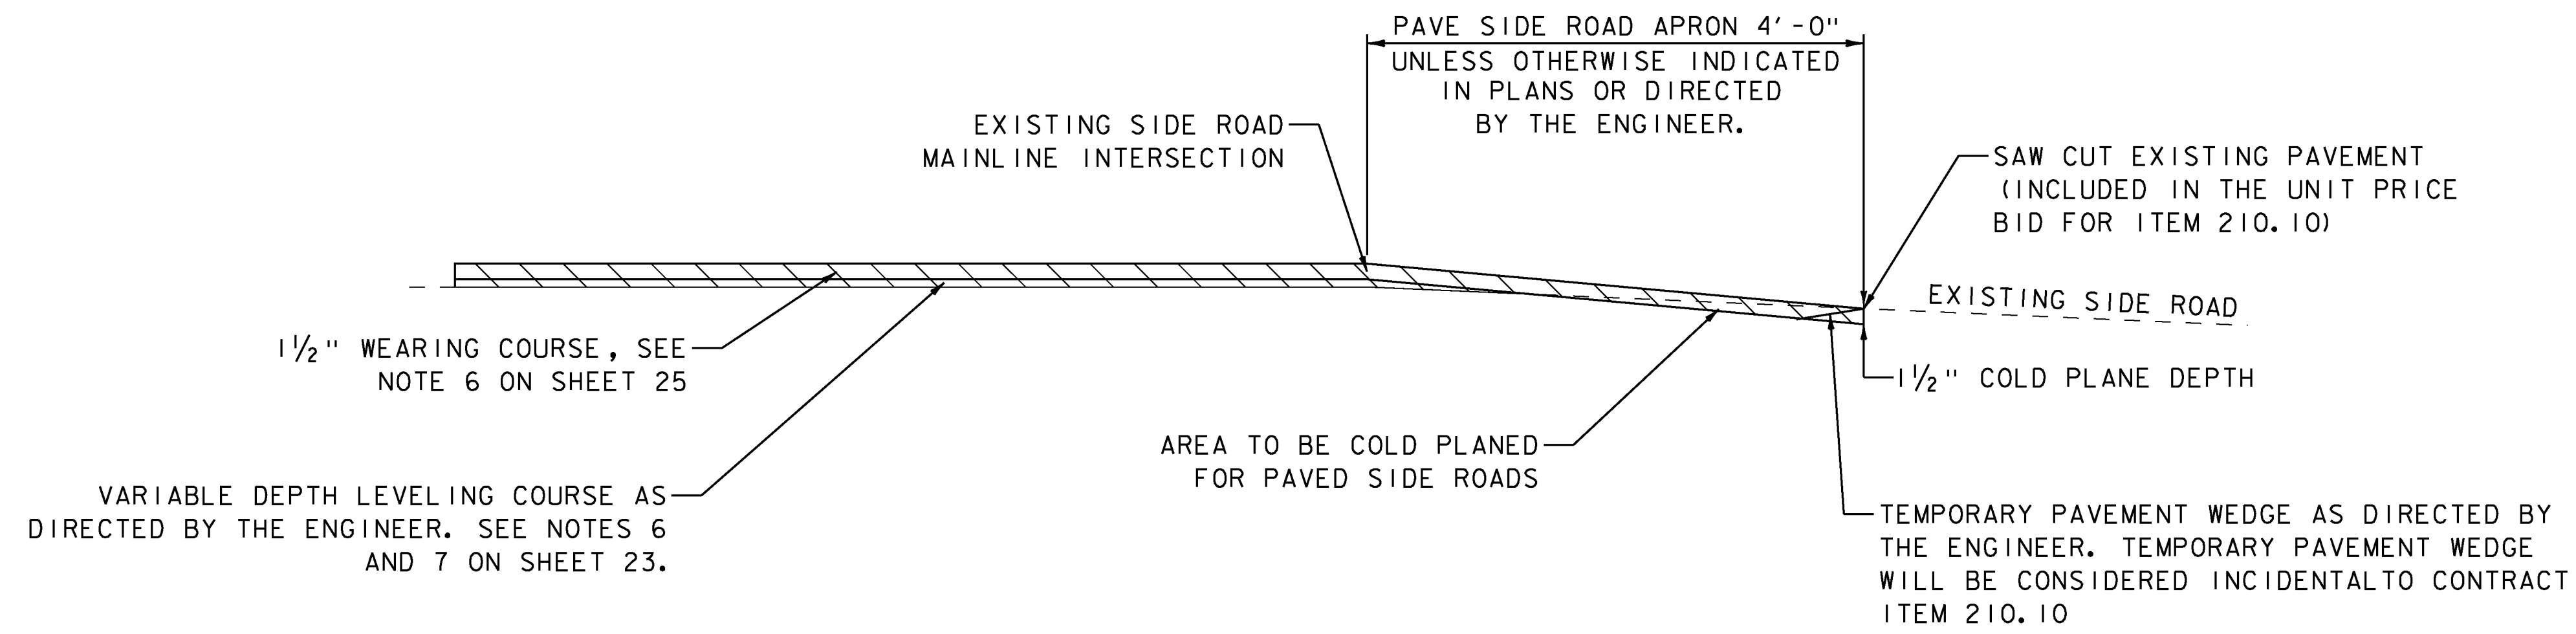 PAVE SIDE ROAD APRON 4'-0"
UNLESS OTHERWISE INDICATED
IN PLANS OR DIRECTED
BY THE ENGINEER.
EXISTING SIDE ROAD
MAINLINE INTERSECTION
SAW CUT EXISTING PAVEMENT
(INCLUDED IN THE UNIT PRICE
BID FOR ITEM 210.10)
EXISTING SIDE ROAD
1½" WEARING COURSE, SEE
NOTE 6 ON SHEET 25
1½" COLD PLANE DEPTH
AREA TO BE COLD PLANED
FOR PAVED SIDE ROADS
VARIABLE DEPTH LEVELING COURSE AS
DIRECTED BY THE ENGINEER. SEE NOTES 6
AND 7 ON SHEET 23.
TEMPORARY PAVEMENT WEDGE AS DIRECTED BY
THE ENGINEER. TEMPORARY PAVEMENT WEDGE
WILL BE CONSIDERED INCIDENTALTO CONTRACT
ITEM 210.10